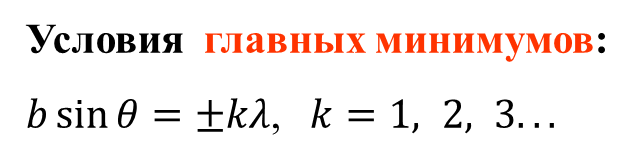 Условия главных минимумов:
b sin θ = ±kλ, k = 1, 2, 3…